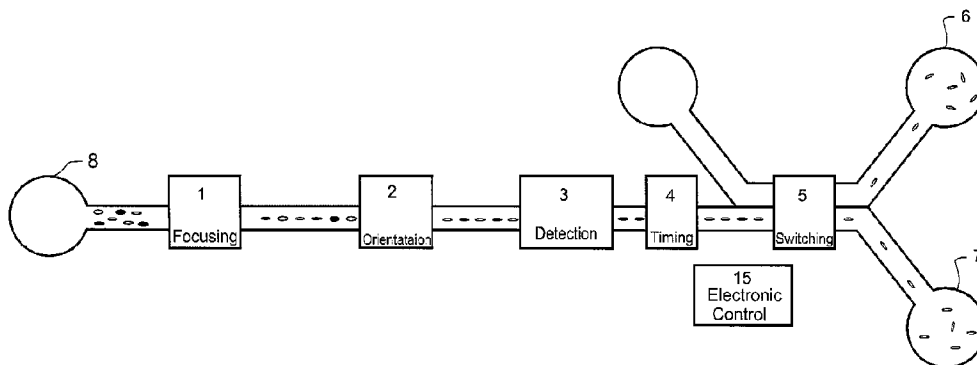 6
8
1
Focusing
2
Orientataion
3
Detection
4
Timing
5
Switching
15
Electronic
Control
7